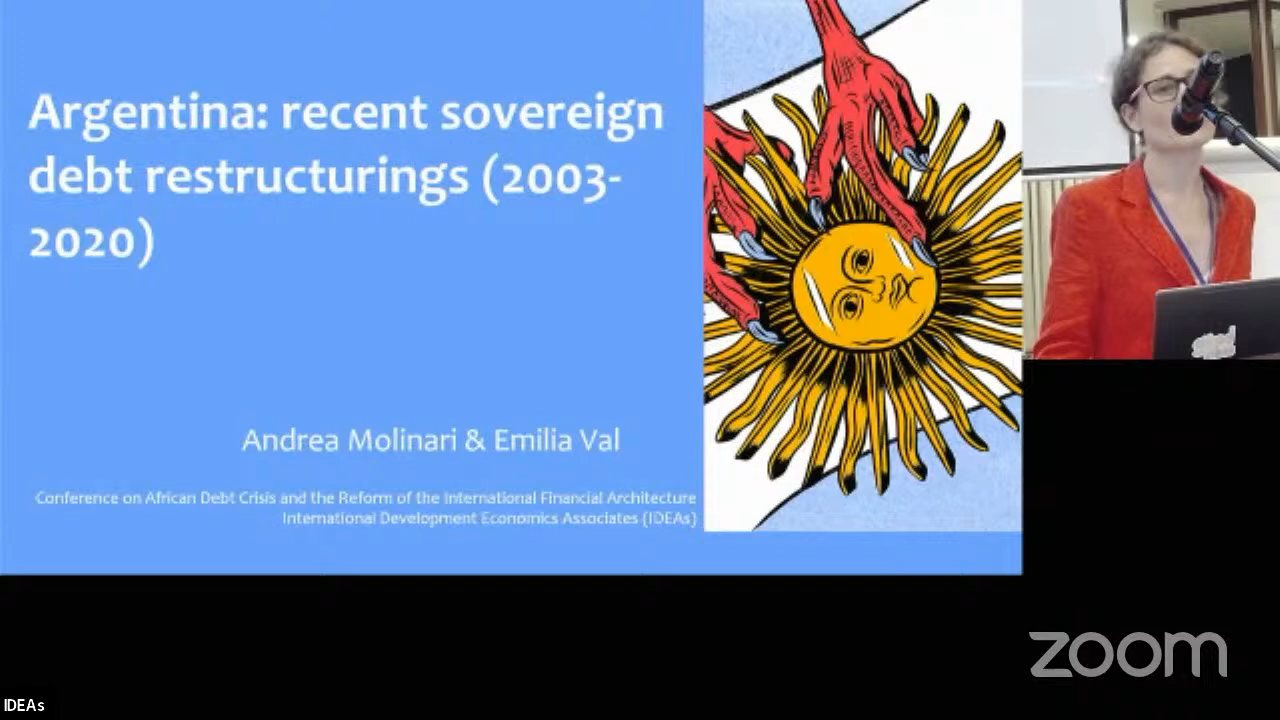 Argentina: recent sovereign
debt restructurings (2003-
2020)
Andrea Molinari & Emilia Val
Conference on African Debt Crisis and the Reform of the International Financial Architecture
International Development Economics Associates (IDEAs)
zoom
IDEAs